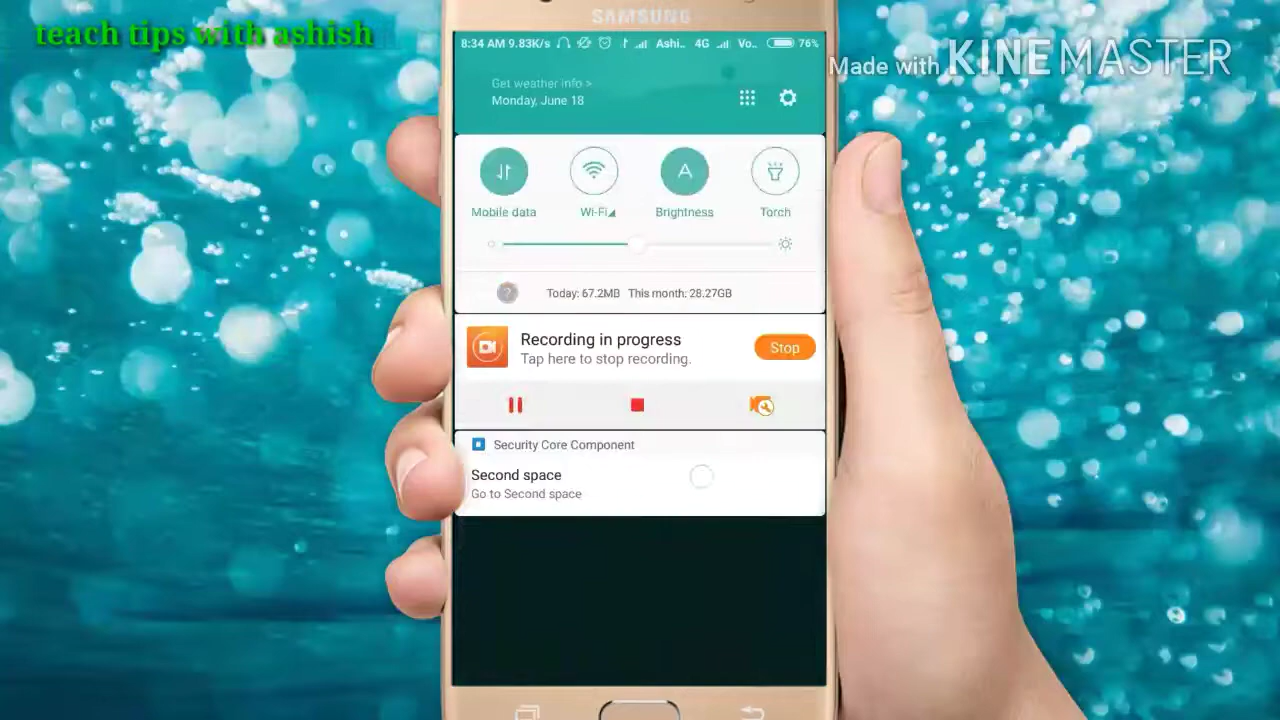 teach tips with ashish
Made with KINEMASTER
SAMSUNG
8:34 AM 9.83K/s Ashi.. 4G Vo.. 76%
Get weather info >
Monday, June 18
Mobile data Wi-Fi Brightness Torch
Today: 67.2MB This month: 28.27GB
Recording in progress
Tap here to stop recording.
Stop
Security Core Component
Second space
Go to Second space